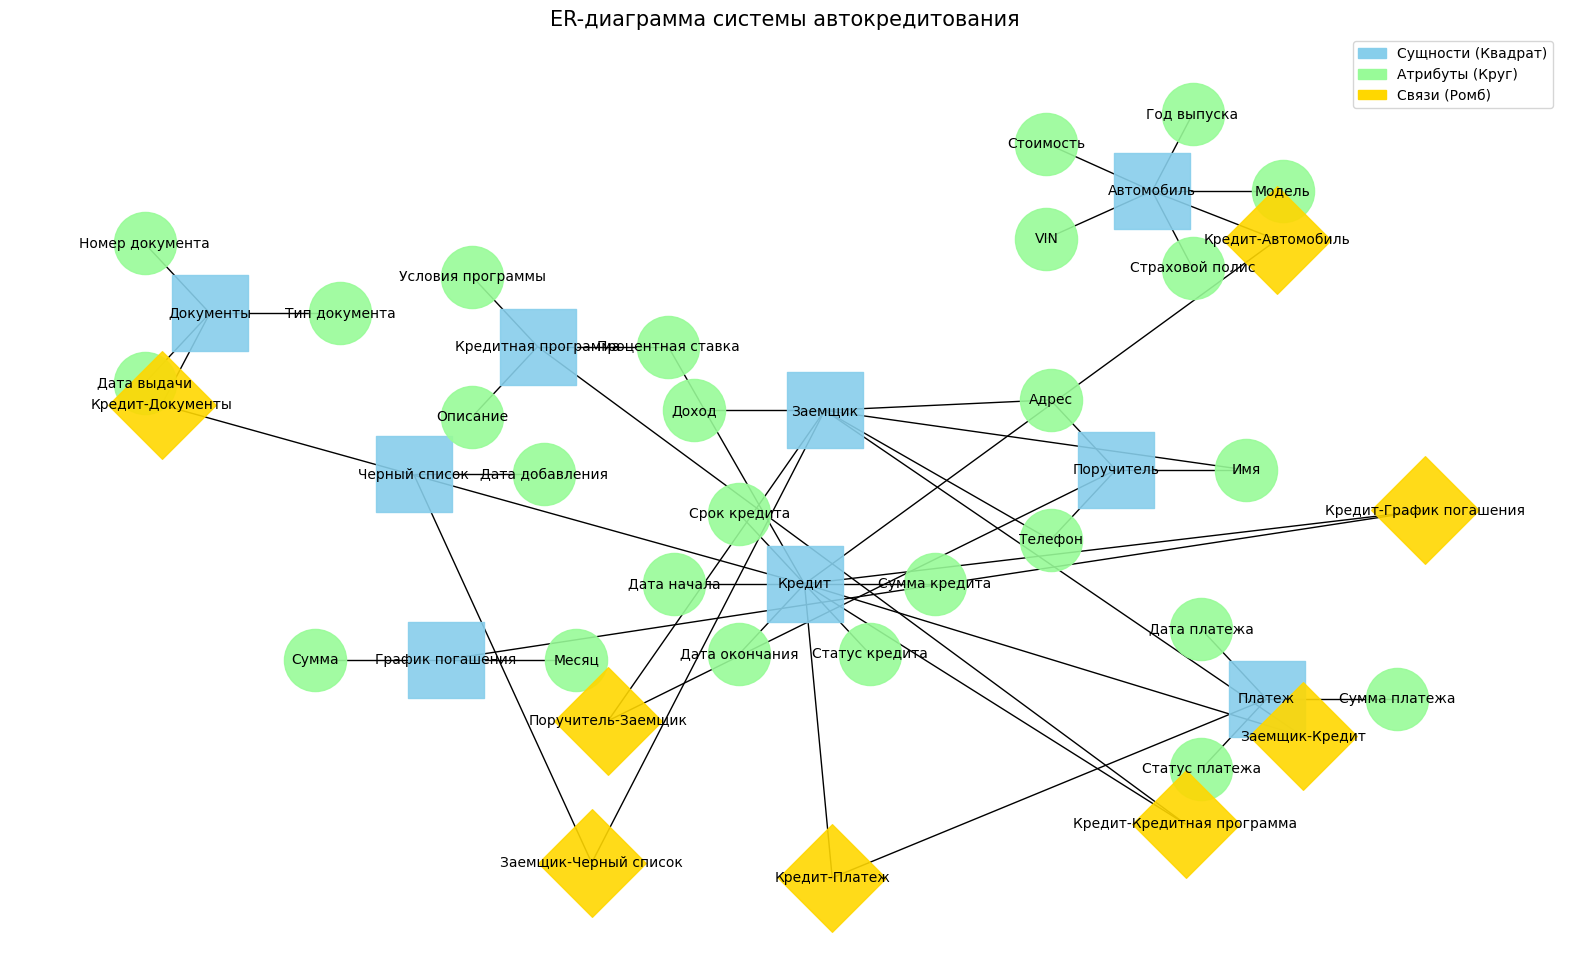 ER-диаграмма системы автокредитования
Сущности (Квадрат)
Атрибуты (Круг)
Связи (Ромб)
Год выпуска
Стоимость
Автомобиль
Модель
VIN
Кредит-Автомобиль
Страховой полис
Номер документа
Условия программы
Документы
Тип документа
Кредитная программа
Процентная ставка
Дата выдачи
Кредит-Документы
Описание
Доход
Заемщик
Адрес
Черный список
Дата добавления
Поручитель
Имя
Срок кредита
Кредит-График погашения
Телефон
Дата начала
Кредит
Сумма кредита
Дата платежа
Сумма
График погашения
Месяц
Дата окончания
Статус кредита
Платеж
Сумма платежа
Поручитель-Заемщик
Заемщик-Кредит
Статус платежа
Кредит-Кредитная программа
Заемщик-Черный список
Кредит-Платеж